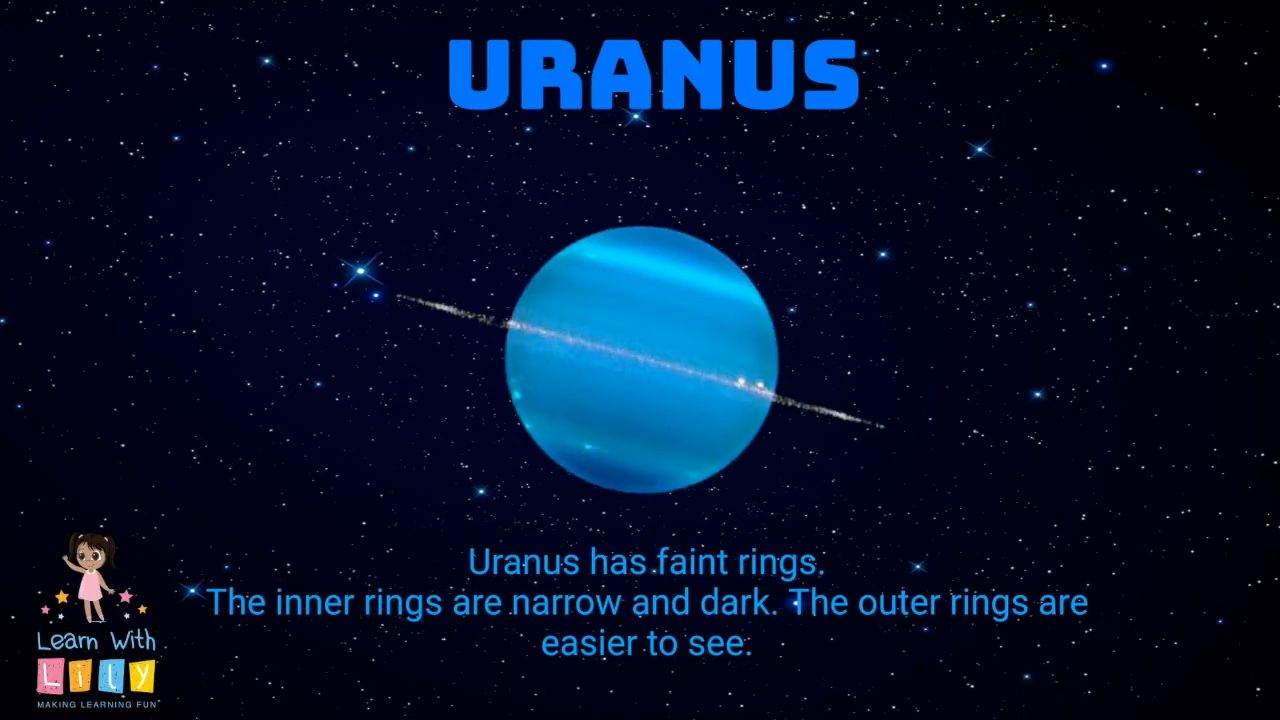 URANUS
Uranus has faint rings.
The inner rings are narrow and dark. The outer rings are
easier to see.
Learn With
Lily
MAKING LEARNING FUN